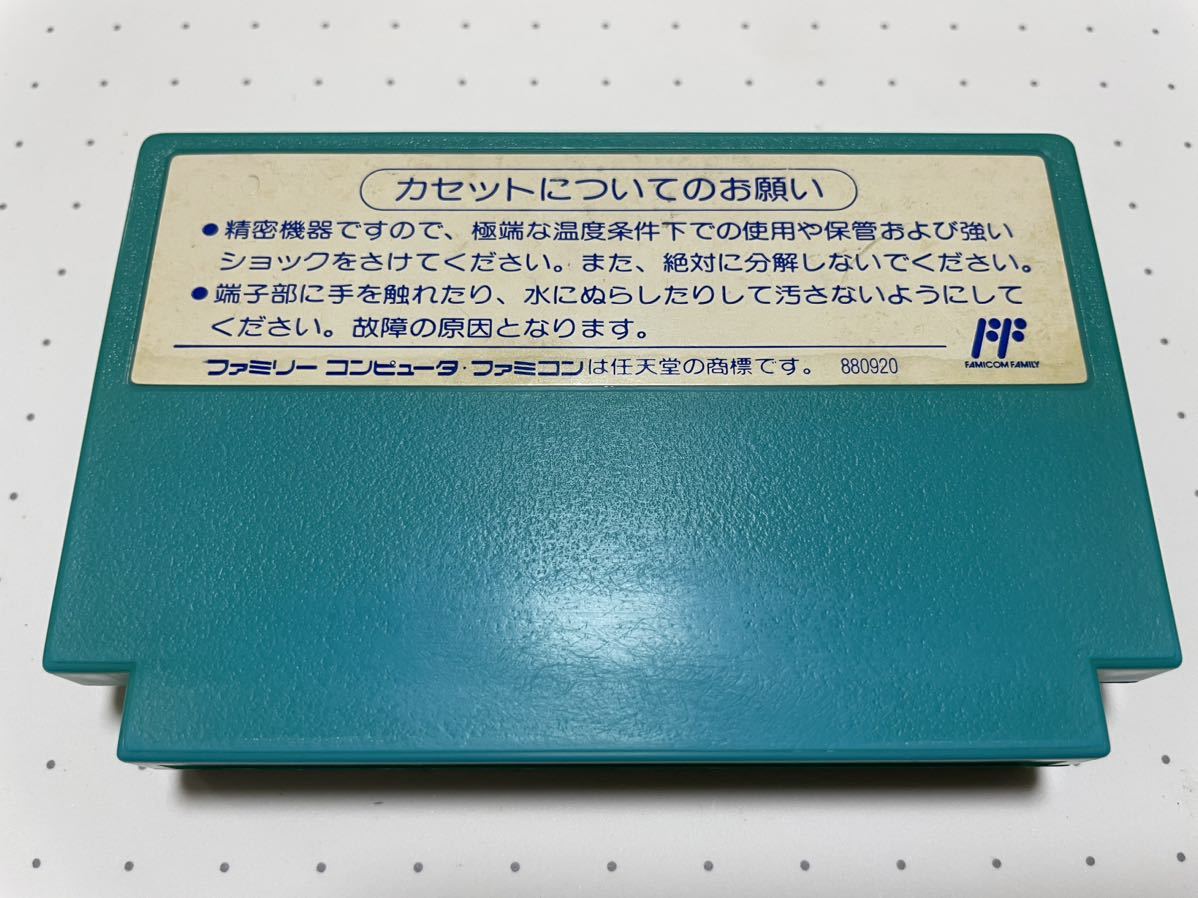 カセットについてのお願い
●精密機器ですので、極端な温度条件下での使用や保管および強い
ショックをさけてください。また、絶対に分解しないでください。
●端子部に手を触れたり、水にぬらしたりして汚さないようにして
ください。故障の原因となります。
FF
FAMICOM FAMILY
ファミリー コンピュータ・ファミコンは任天堂の商標です。 880920